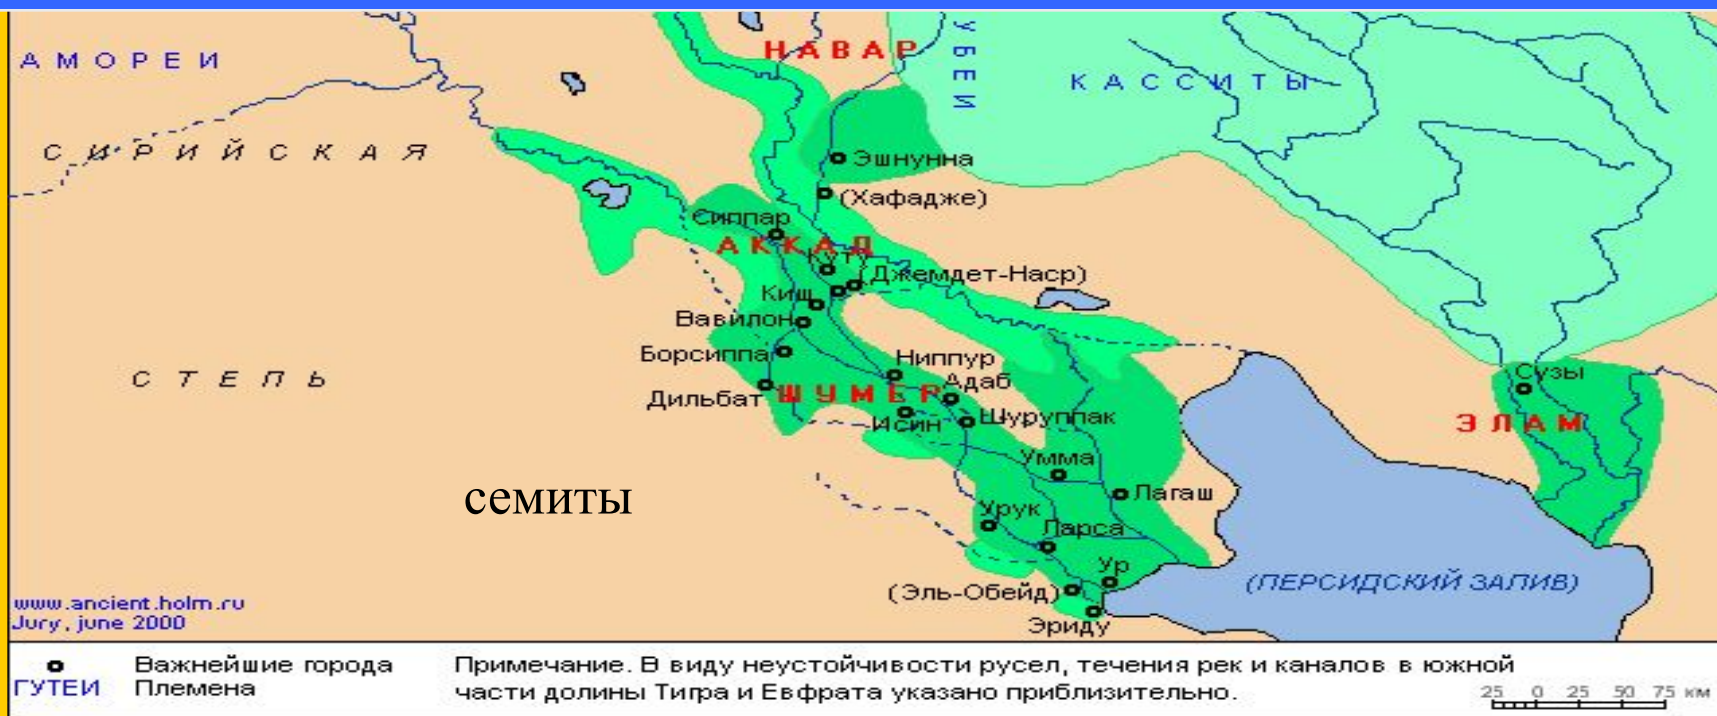 НАВАР
АМОРЕИ
УБЕИ
КАССИТЫ
СИРИЙСКАЯ
Эшнунна
(Хафадже)
Сиппар
АККАД
Куту
(Джемдет-Наср)
Киш
Вавилон
Борсиппа
Ниппур
Сузы
Адаб
Дильбат
ШУМЕР
СТЕПЬ
Исин
Шуруппак
ЭЛАМ
Умма
семиты
Лагаш
Урук
Ларса
Ур
(ПЕРСИДСКИЙ ЗАЛИВ)
(Эль-Обейд)
Эриду
www.ancient.holm.ru
Jury, june 2000
Важнейшие города
ГУТЕИ Племена
Примечание. В виду неустойчивости русел, течения рек и каналов в южной
части долины Тигра и Евфрата указано приблизительно.
25 0 25 50 75 км